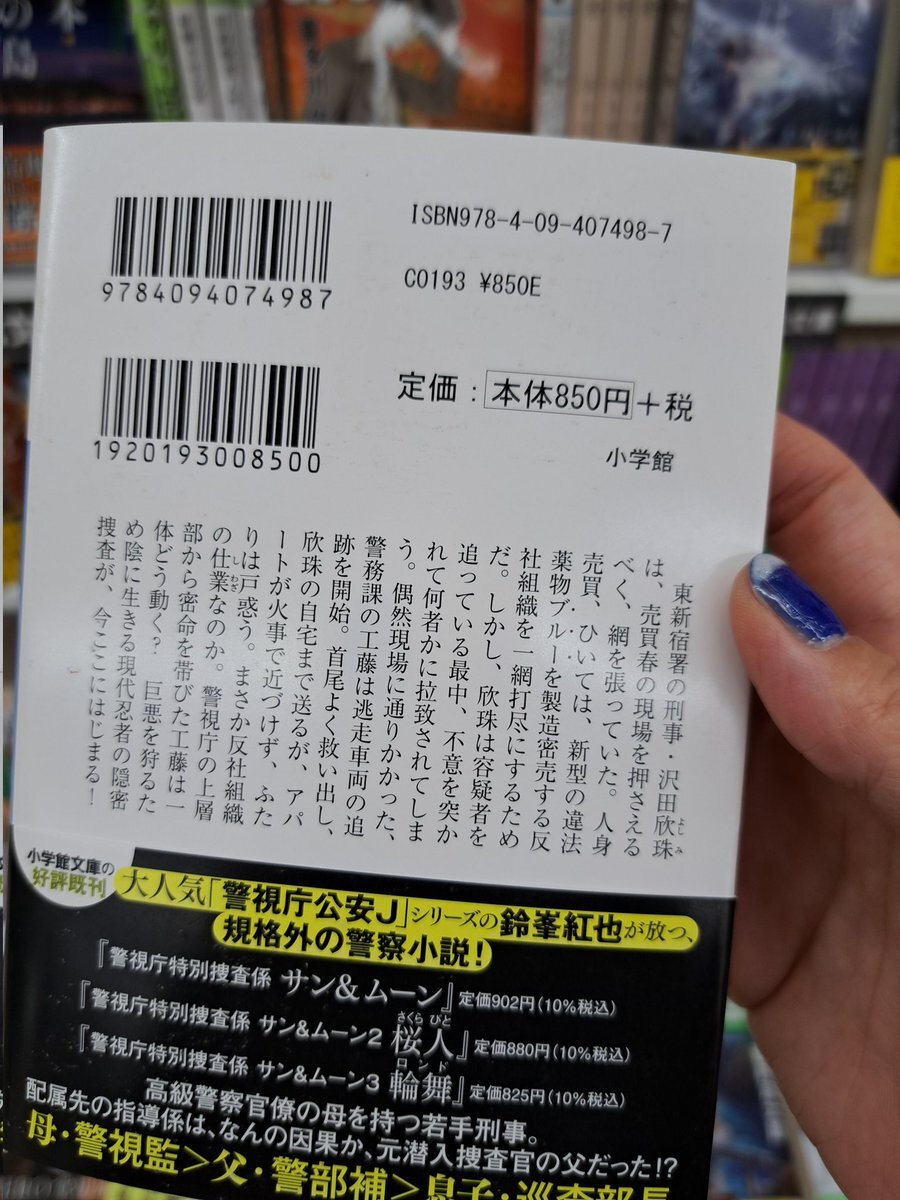 ISBN978-4-09-407498-7
C0193 ¥850E
9784094074987
1920193008500
定価：本体850円＋税
小学館
東新宿署の刑事・沢田欣珠
よしみ
は、売買春の現場を押さえる
べく、網を張っていた。人身
売買、ひいては、新型の違法
薬物ブルーを製造密売する反
社組織を一網打尽にするため
だ。しかし、欣珠は容疑者を
追っている最中、不意を突か
れて何者かに拉致されてしま
う。偶然現場に通りかかった、
警務課の工藤は逃走車両の追
跡を開始。首尾よく救い出し、
欣珠の自宅まで送るが、アパ
ートが火事で近づけず、ふた
りは戸惑う。まさか反社組織
の仕業なのか。警視庁の上層
しわざ
部から密命を帯びた工藤は一
体どう動く？　巨悪を狩るた
め陰に生きる現代忍者の隠密
捜査が、今ここにはじまる！
小学館文庫の
好評既刊
大人気「警視庁公安J」シリーズの鈴峯紅也が放つ、
規格外の警察小説！
『警視庁特別捜査係 サン&ムーン』定価902円(10%税込)
さくら ひと
『警視庁特別捜査係 サン&ムーン2 桜人』定価880円(10%税込)
ロンド
『警視庁特別捜査係 サン&ムーン3 輪舞』定価825円(10%税込)
高級警察官僚の母を持つ若手刑事。
配属先の指導係は、なんの因果か、元潜入捜査官の父だった!?
母・警視監＞父・警部補＞息子・巡査部長